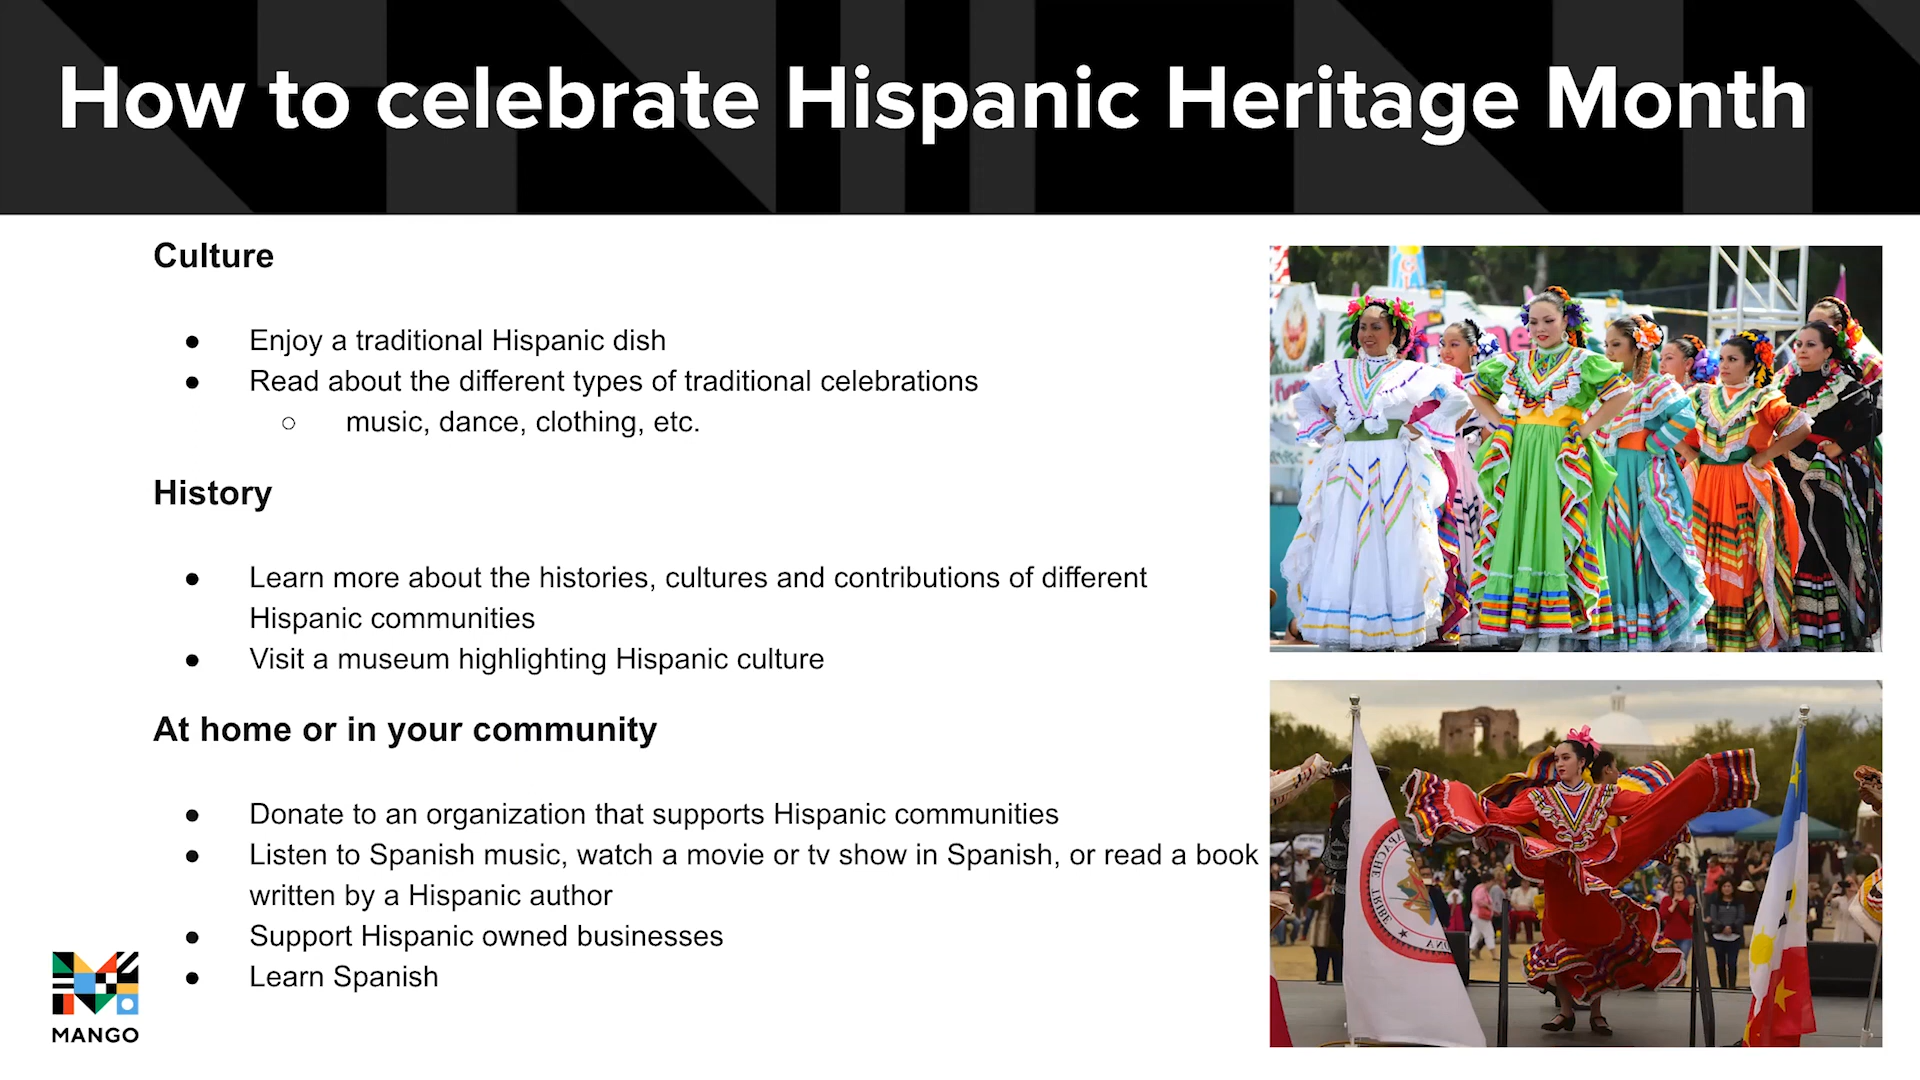 How to celebrate Hispanic Heritage Month
Culture
● Enjoy a traditional Hispanic dish
● Read about the different types of traditional celebrations
○ music, dance, clothing, etc.
History
● Learn more about the histories, cultures and contributions of different
Hispanic communities
● Visit a museum highlighting Hispanic culture
At home or in your community
● Donate to an organization that supports Hispanic communities
● Listen to Spanish music, watch a movie or tv show in Spanish, or read a book
written by a Hispanic author
● Support Hispanic owned businesses
● Learn Spanish
MANGO
APACHE TRIBE